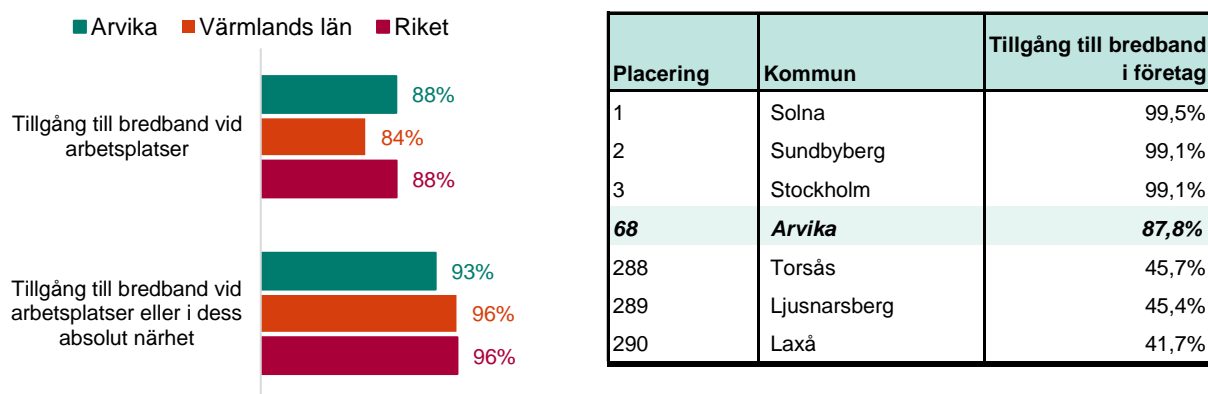 Arvika Värmlands län Riket
Tillgång till bredband vid
arbetsplatser
88%
84%
88%
Tillgång till bredband vid
arbetsplatser eller i dess
absolut närhet
93%
96%
96%
Placering Kommun Tillgång till bredband
i företag
1 Solna 99,5%
2 Sundbyberg 99,1%
3 Stockholm 99,1%
68 Arvika 87,8%
288 Torsås 45,7%
289 Ljusnarsberg 45,4%
290 Laxå 41,7%